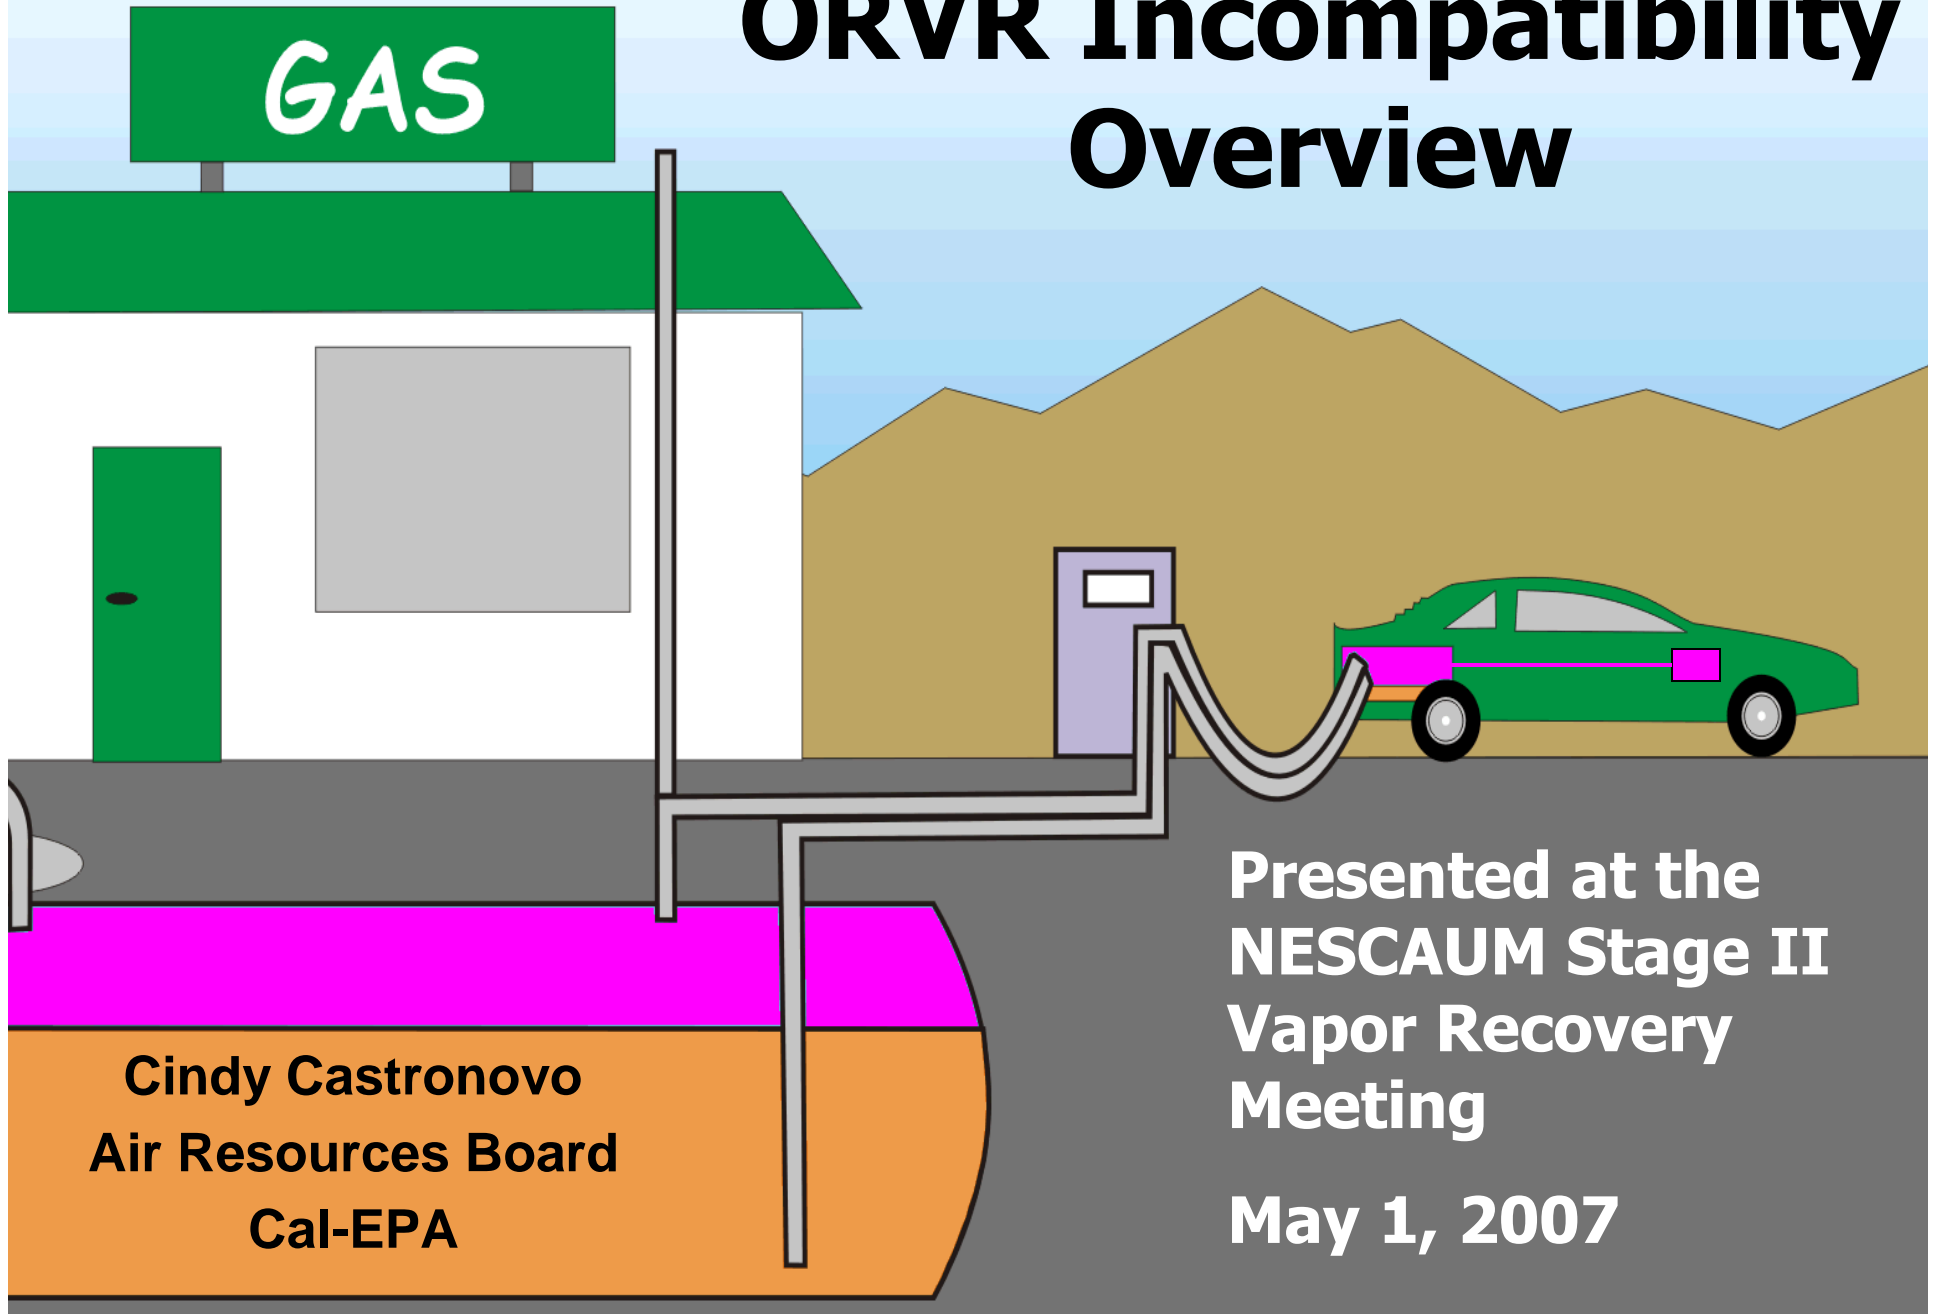 ORVR Incompatibility
Overview
GAS
Presented at the
NESCAUM Stage II
Vapor Recovery
Meeting
May 1, 2007
Cindy Castronovo
Air Resources Board
Cal-EPA